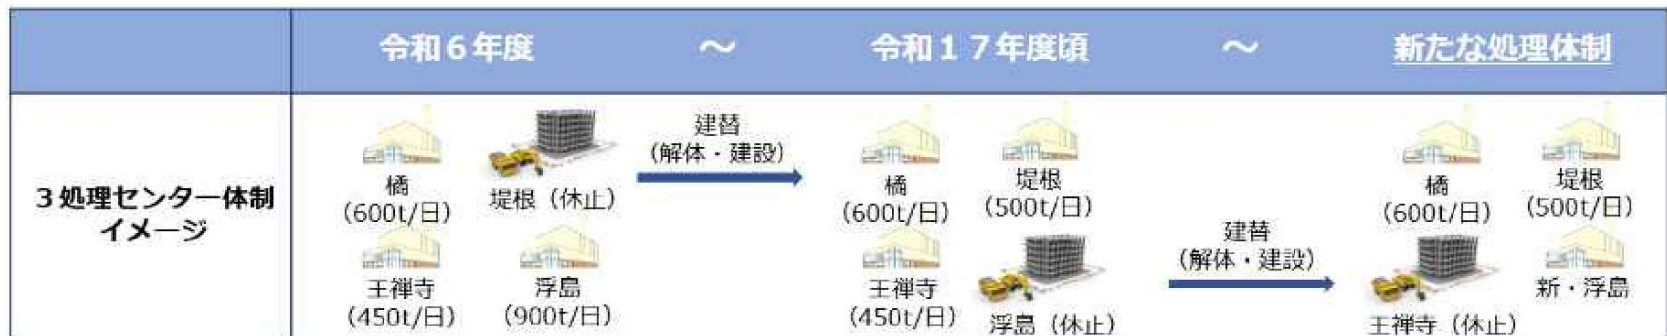 令和６年度 ～ 令和１７年度頃 ～ 新たな処理体制
３処理センター体制
イメージ
橘
(600t/日)
堤根（休止）
王禅寺
(450t/日)
浮島
(900t/日)
建替
(解体・建設)
橘
(600t/日)
堤根
(500t/日)
王禅寺
(450t/日)
浮島（休止）
建替
(解体・建設)
橘
(600t/日)
堤根
(500t/日)
王禅寺（休止）
新・浮島